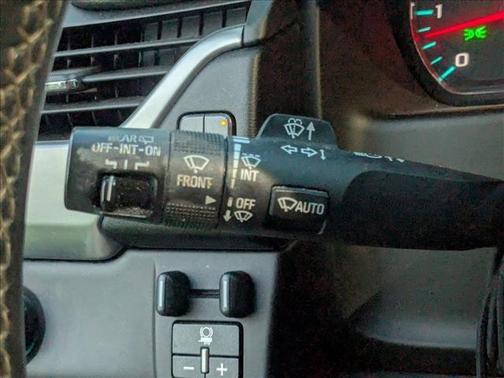 1
0
REAR
OFF-INT-ON
FRONT
INT
OFF
AUTO
- +